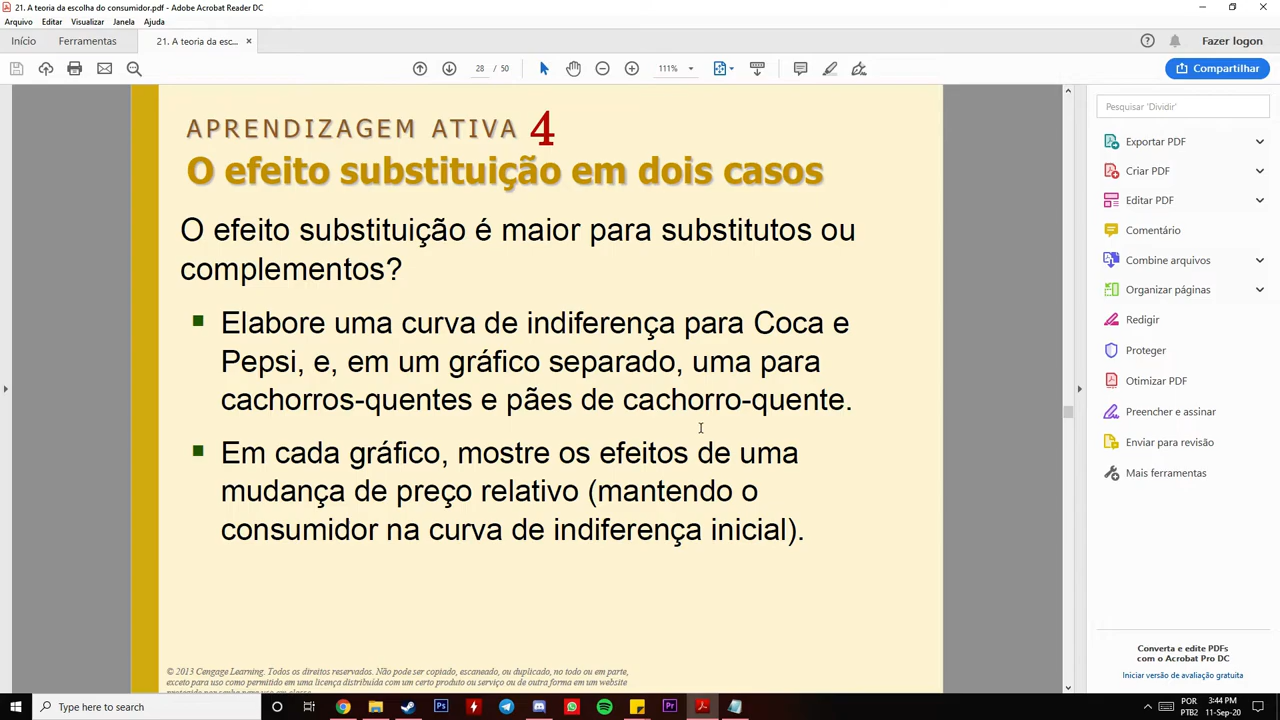 21. A teoria da escolha do consumidor.pdf - Adobe Acrobat Reader DC
Arquivo Editar Visualizar Janela Ajuda
Início Ferramentas 21. A teoria da esc... × Fazer logon
28 / 50 111% Compartilhar
APRENDIZAGEM ATIVA 4
O efeito substituição em dois casos
O efeito substituição é maior para substitutos ou
complementos?
Elabore uma curva de indiferença para Coca e
Pepsi, e, em um gráfico separado, uma para
cachorros-quentes e pães de cachorro-quente.
Em cada gráfico, mostre os efeitos de uma
mudança de preço relativo (mantendo o
consumidor na curva de indiferença inicial).
© 2013 Cengage Learning. Todos os direitos reservados. Não pode ser copiado, escaneado, ou duplicado, no todo ou em parte,
exceto para uso como permitido em uma licença distribuída com um certo produto ou serviço ou de outra forma em um website
Pesquisar 'Dividir'
Exportar PDF
Criar PDF
Editar PDF
Comentário
Combine arquivos
Organizar páginas
Redigir
Proteger
Otimizar PDF
Preencher e assinar
Enviar para revisão
Mais ferramentas
Converta e edite PDFs
com o Acrobat Pro DC
Iniciar versão de avaliação gratuita
Type here to search
Ps
Pr
POR
PTB2
3:44 PM
11-Sep-20